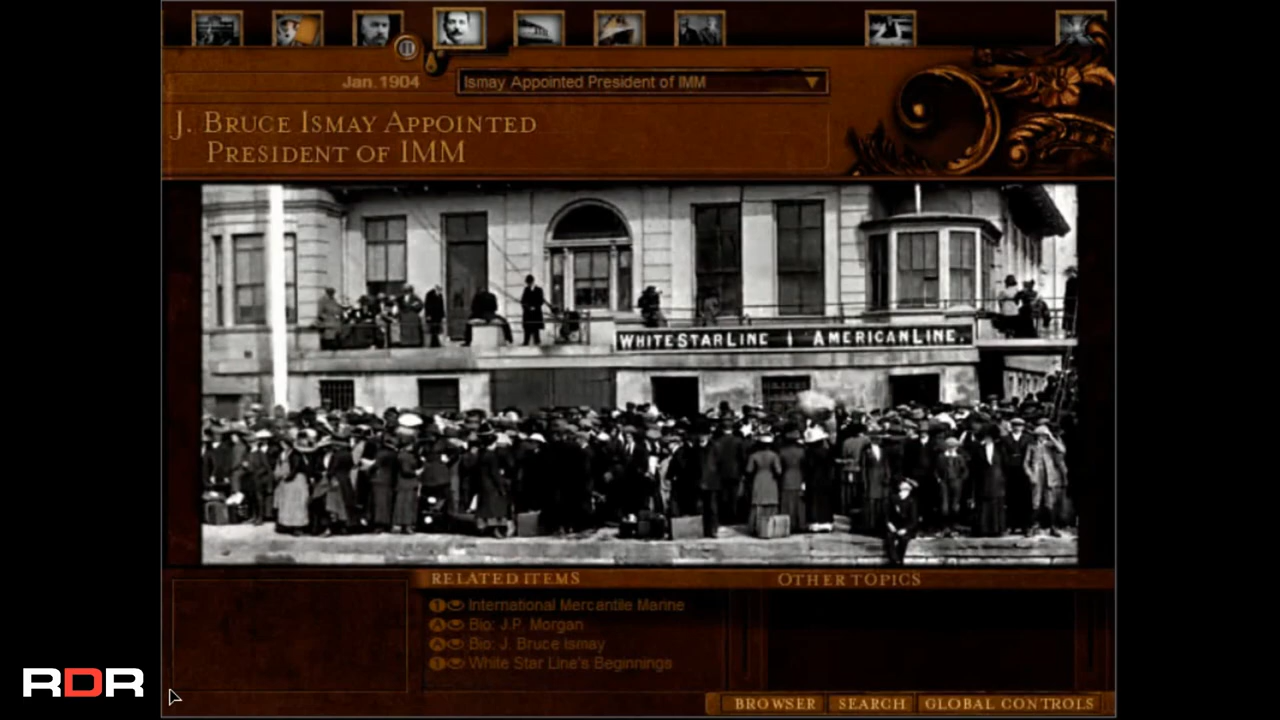 Jan. 1904
Ismay Appointed President of IMM
J. BRUCE ISMAY APPOINTED
PRESIDENT OF IMM
WHITE STAR LINE | AMERICAN LINE.
RELATED ITEMS
OTHER TOPICS
International Mercantile Marine
Bio: J.P. Morgan
Bio: J. Bruce Ismay
White Star Line's Beginnings
RDR
BROWSER
SEARCH
GLOBAL CONTROLS